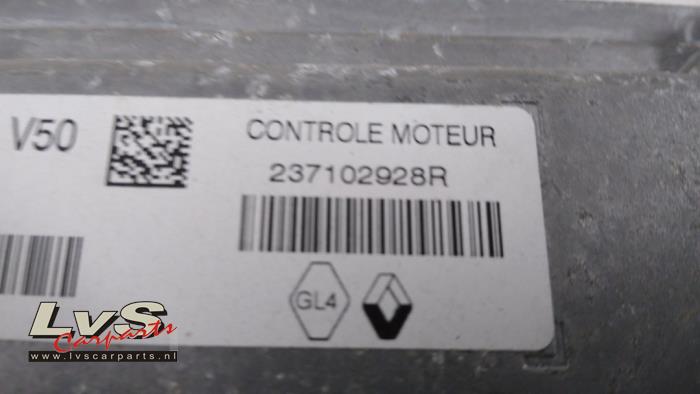 V50
CONTROLE MOTEUR
237102928R
GL4
LvS
Carparts
www.lvscarparts.nl